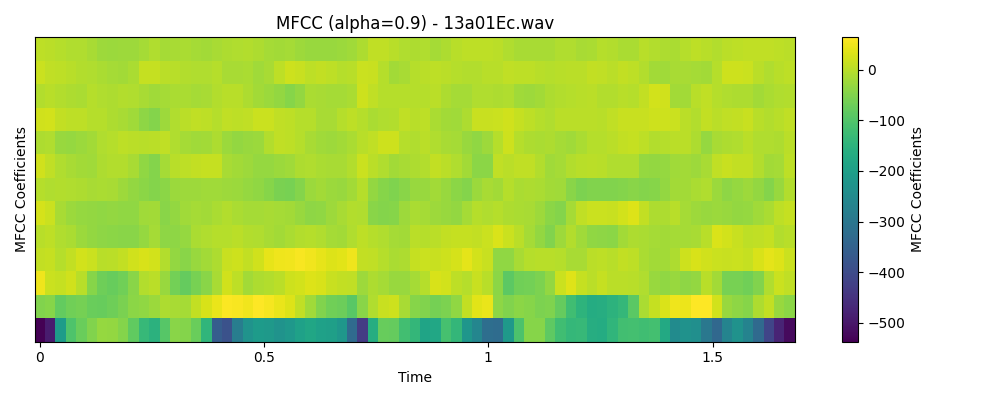 MFCC (alpha=0.9) - 13a01Ec.wav
MFCC Coefficients
0
0.5
1
1.5
Time
0
−100
−200
−300
−400
−500
MFCC Coefficients